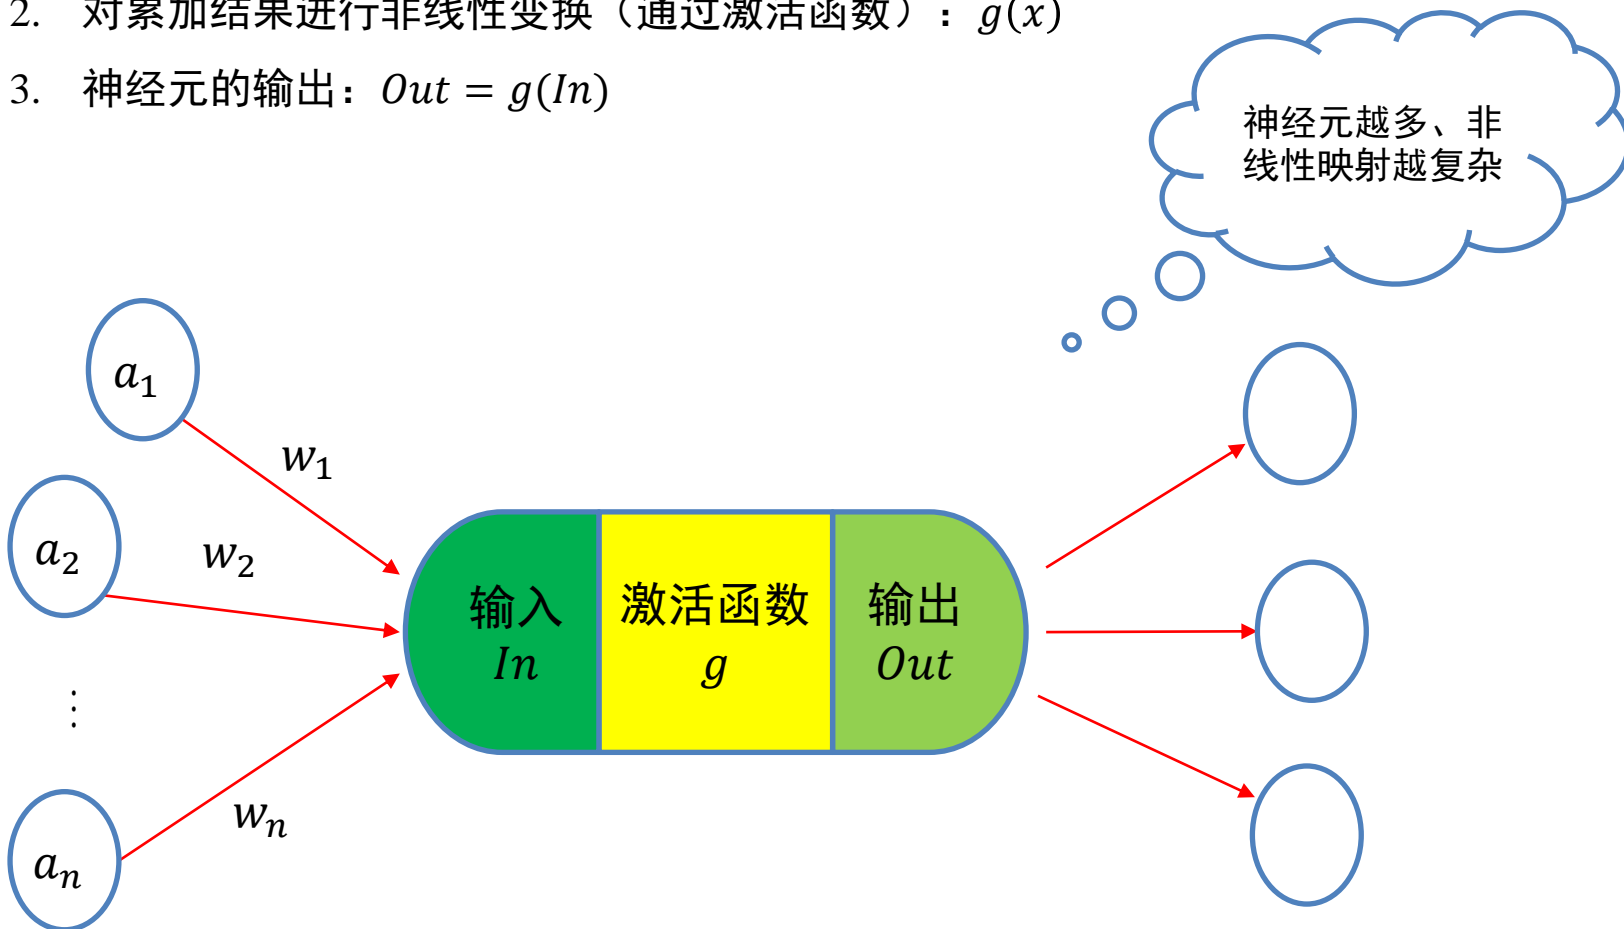 2. 对累加结果进行非线性变换（通过激活函数）：g(x)
3. 神经元的输出：Out = g(In)
神经元越多、非
线性映射越复杂
a₁
w₁
a₂
w₂
⋮
aₙ
wₙ
输入
In
激活函数
g
输出
Out